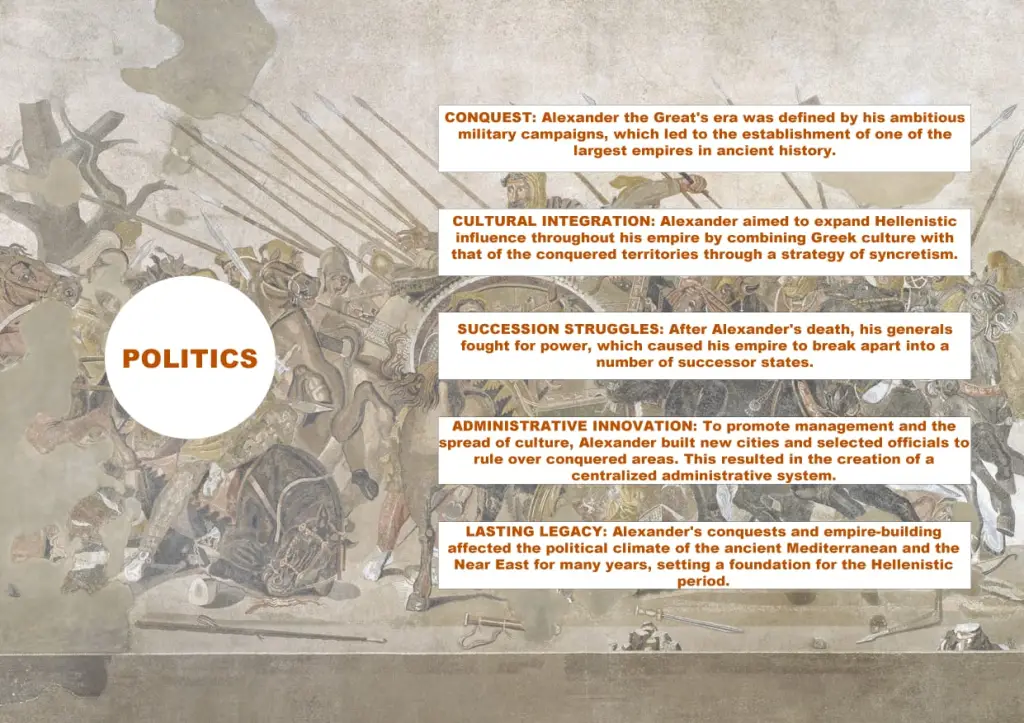 POLITICS
CONQUEST: Alexander the Great's era was defined by his ambitious
military campaigns, which led to the establishment of one of the
largest empires in ancient history.
CULTURAL INTEGRATION: Alexander aimed to expand Hellenistic
influence throughout his empire by combining Greek culture with
that of the conquered territories through a strategy of syncretism.
SUCCESSION STRUGGLES: After Alexander's death, his generals
fought for power, which caused his empire to break apart into a
number of successor states.
ADMINISTRATIVE INNOVATION: To promote management and the
spread of culture, Alexander built new cities and selected officials to
rule over conquered areas. This resulted in the creation of a
centralized administrative system.
LASTING LEGACY: Alexander's conquests and empire-building
affected the political climate of the ancient Mediterranean and the
Near East for many years, setting a foundation for the Hellenistic
period.